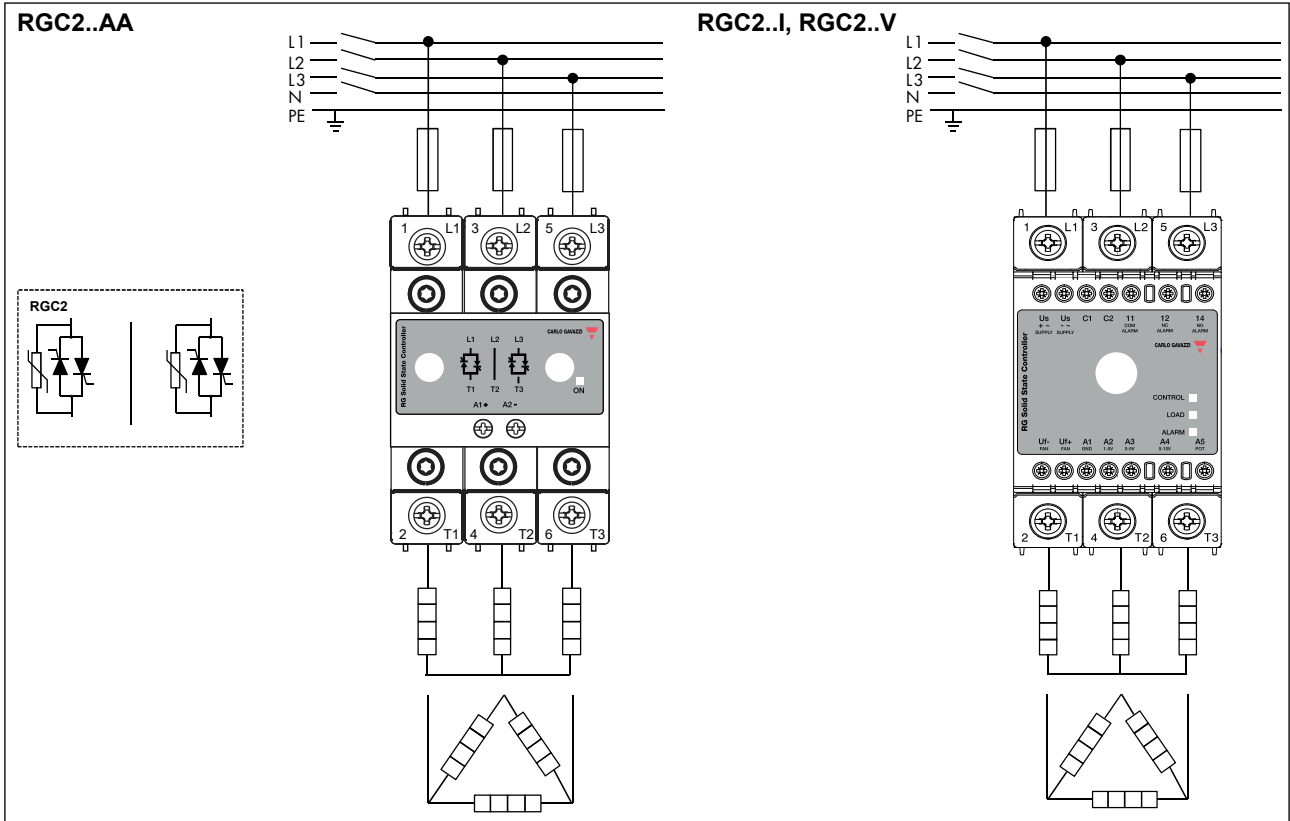 RGC2..AA
L1
L2
L3
N
PE
1 L1 3 L2 5 L3
RGC2
RG Solid State Controller
CARLO GAVAZZI
L1 L2 L3
T1 T2 T3
ON
A1+ A2-
2 T1 4 T2 6 T3
RGC2..I, RGC2..V
L1
L2
L3
N
PE
1 L1 3 L2 5 L3
Us Us C1 C2 11 12 14
+ ~ - ~ COM NC NO
SUPPLY SUPPLY ALARM ALARM ALARM
CARLO GAVAZZI
RG Solid State Controller
CONTROL
LOAD
ALARM
Uf- Uf+ A1 A2 A3 A4 A5
FAN FAN GND 1-5V 0-5V 0-10V POT
2 T1 4 T2 6 T3